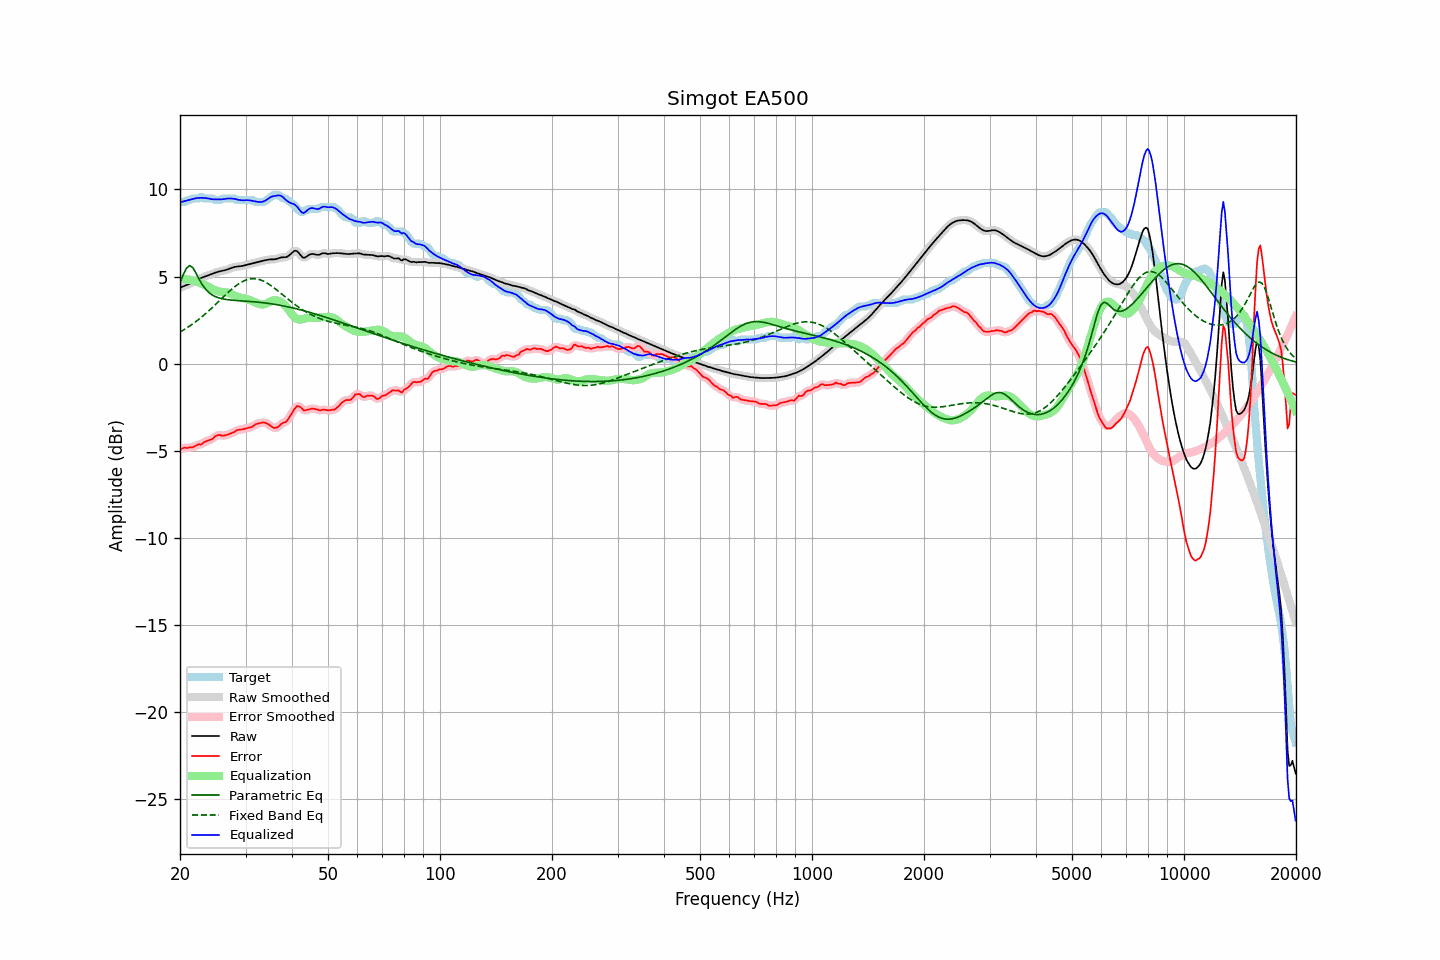 Simgot EA500
Amplitude (dBr)
10
5
0
−5
−10
−15
−20
−25
Target
Raw Smoothed
Error Smoothed
Raw
Error
Equalization
Parametric Eq
Fixed Band Eq
Equalized
20 50 100 200 500 1000 2000 5000 10000 20000
Frequency (Hz)